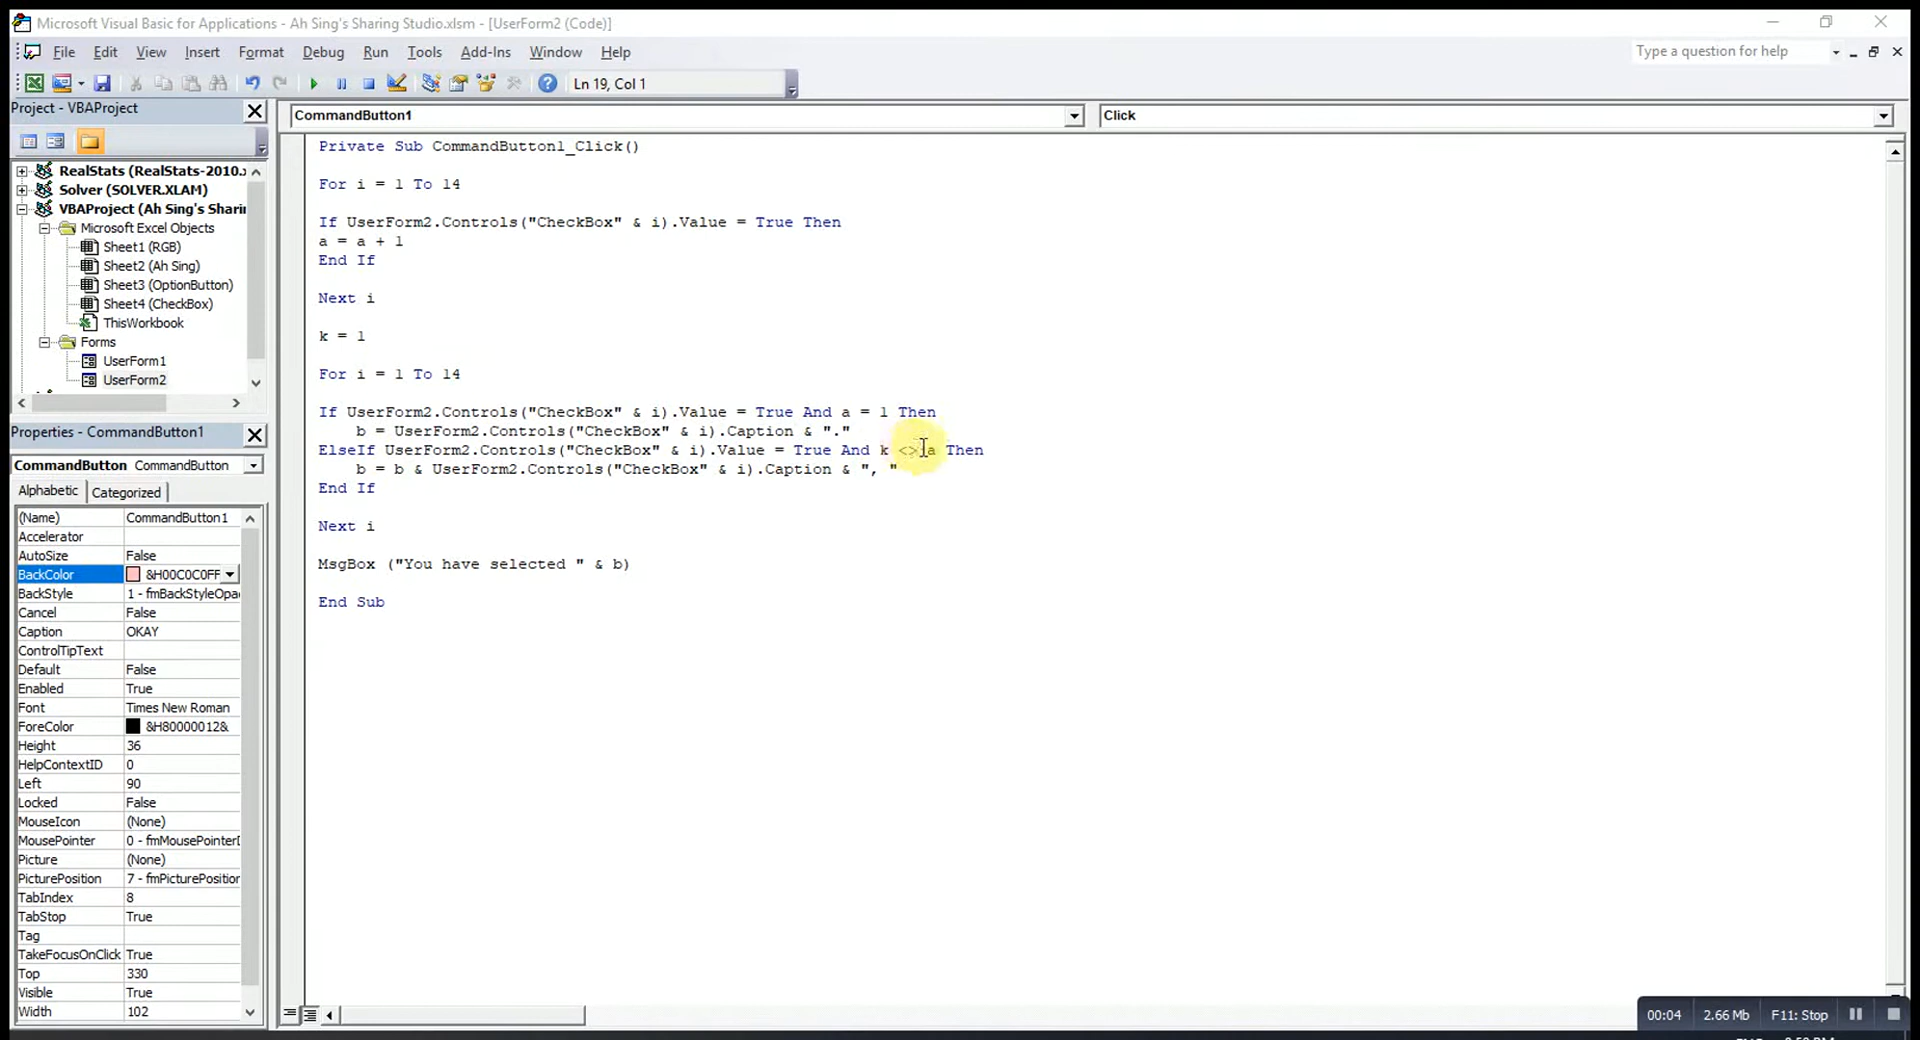 Microsoft Visual Basic for Applications - Ah Sing's Sharing Studio.xlsm - [UserForm2 (Code)]
File Edit View Insert Format Debug Run Tools Add-Ins Window Help
Type a question for help
Ln 19, Col 1
Project - VBAProject
RealStats (RealStats-2010.x
Solver (SOLVER.XLAM)
VBAProject (Ah Sing's Sharin
Microsoft Excel Objects
Sheet1 (RGB)
Sheet2 (Ah Sing)
Sheet3 (OptionButton)
Sheet4 (CheckBox)
ThisWorkbook
Forms
UserForm1
UserForm2
Properties - CommandButton1
CommandButton1 CommandButton
Alphabetic Categorized
(Name) CommandButton1
Accelerator
AutoSize False
BackColor &H00C0C0FF
BackStyle 1 - fmBackStyleOpa
Cancel False
Caption OKAY
ControlTipText
Default False
Enabled True
Font Times New Roman
ForeColor &H80000012&
Height 36
HelpContextID 0
Left 90
Locked False
MouseIcon (None)
MousePointer 0 - fmMousePointerD
Picture (None)
PicturePosition 7 - fmPicturePosition
TabIndex 8
TabStop True
Tag
TakeFocusOnClick True
Top 330
Visible True
Width 102
CommandButton1
Click
Private Sub CommandButton1_Click()
For i = 1 To 14
If UserForm2.Controls("CheckBox" & i).Value = True Then
a = a + 1
End If
Next i
k = 1
For i = 1 To 14
If UserForm2.Controls("CheckBox" & i).Value = True And a = 1 Then
b = UserForm2.Controls("CheckBox" & i).Caption & "."
ElseIf UserForm2.Controls("CheckBox" & i).Value = True And k <> a Then
b = b & UserForm2.Controls("CheckBox" & i).Caption & ", "
End If
Next i
MsgBox ("You have selected " & b)
End Sub
00:04 2.66 Mb F11: Stop